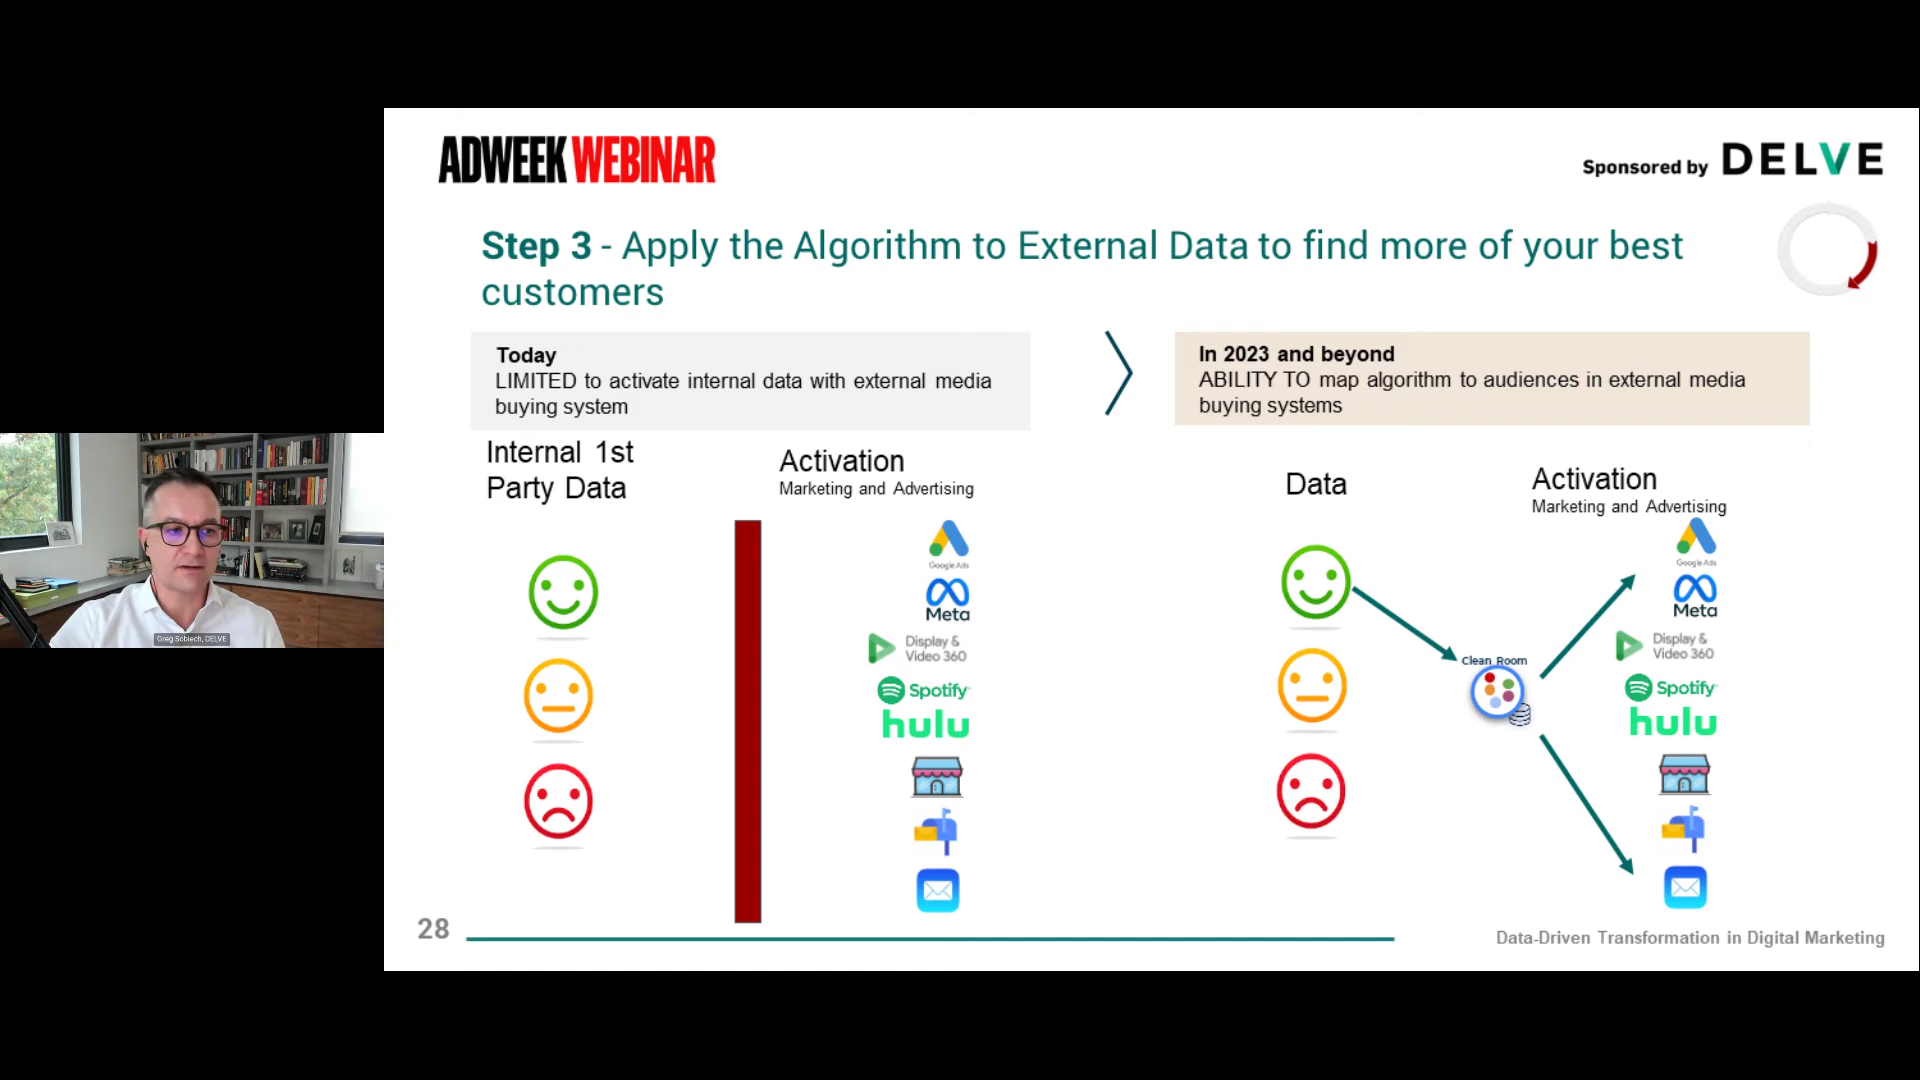 ADWEEK WEBINAR
Sponsored by DELVE
Step 3 - Apply the Algorithm to External Data to find more of your best
customers
Today
LIMITED to activate internal data with external media
buying system
In 2023 and beyond
ABILITY TO map algorithm to audiences in external media
buying systems
Internal 1st
Party Data
Activation
Marketing and Advertising
Google Ads
Meta
Display &
Video 360
Spotify
hulu
Data
Activation
Marketing and Advertising
Clean Room
Google Ads
Meta
Display &
Video 360
Spotify
hulu
Greg Sobiech, DELVE
28
Data-Driven Transformation in Digital Marketing